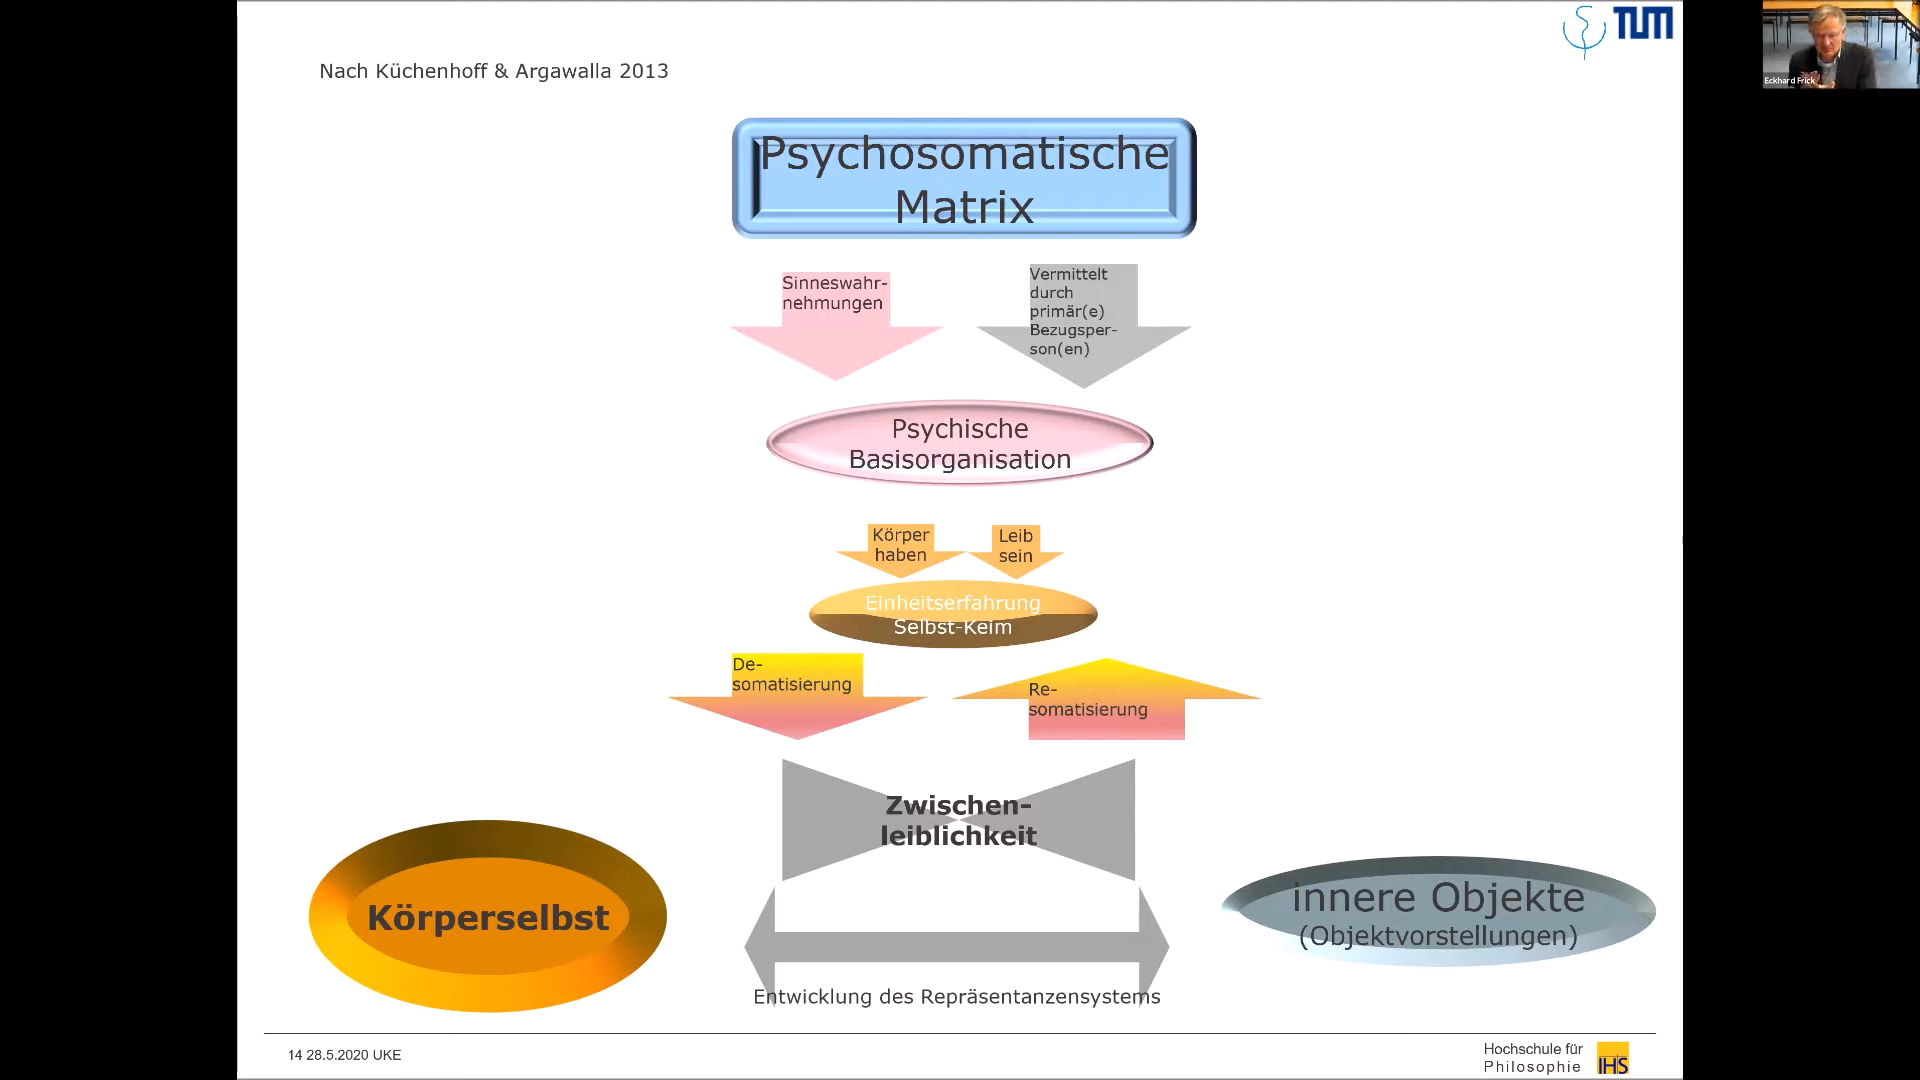 TUM
Eckhard Frick
Nach Küchenhoff & Argawalla 2013
Psychosomatische
Matrix
Sinneswahr-
nehmungen
Vermittelt
durch
primär(e)
Bezugsper-
son(en)
Psychische
Basisorganisation
Körper
haben
Leib
sein
Einheitserfahrung
Selbst-Keim
De-
somatisierung
Re-
somatisierung
Zwischen-
leiblichkeit
Körperselbst
innere Objekte
(Objektvorstellungen)
Entwicklung des Repräsentanzensystems
14 28.5.2020 UKE
Hochschule für
Philosophie
IHS